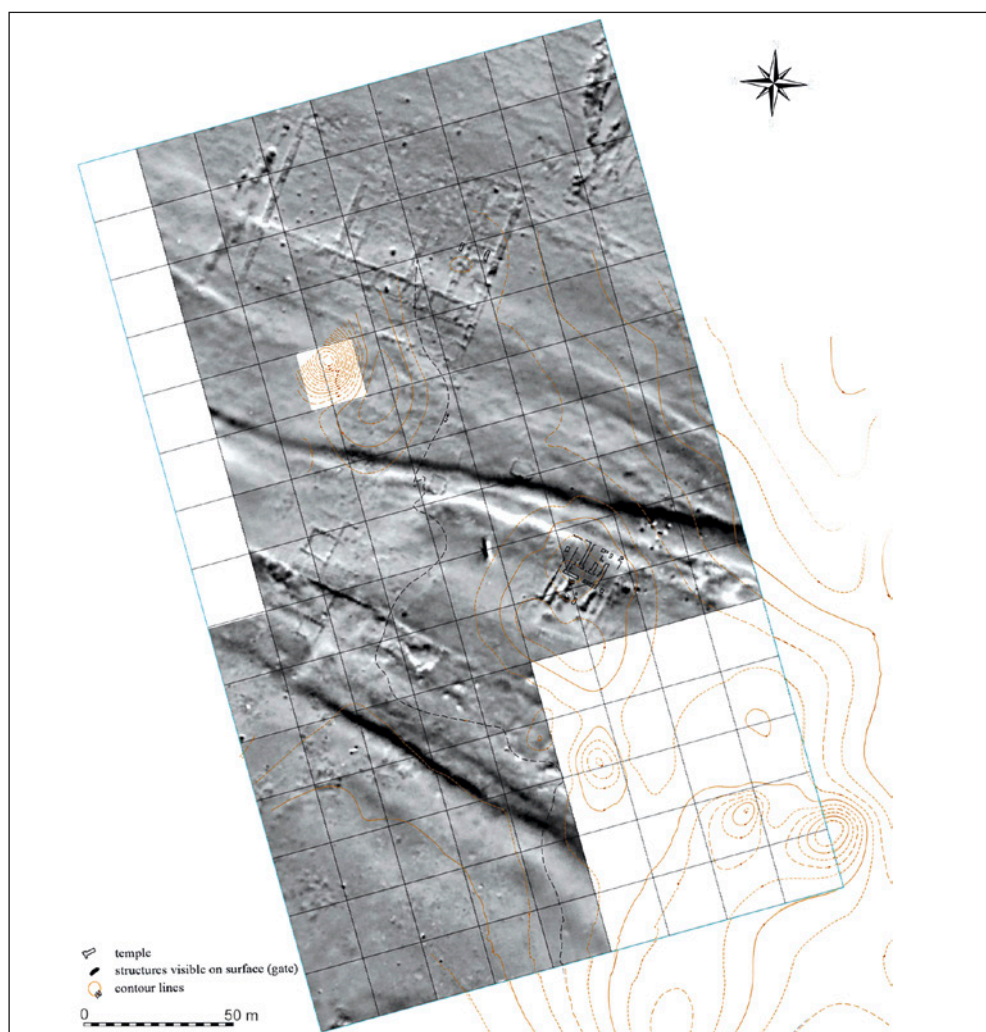 temple
structures visible on surface (gate)
contour lines
0 50 m